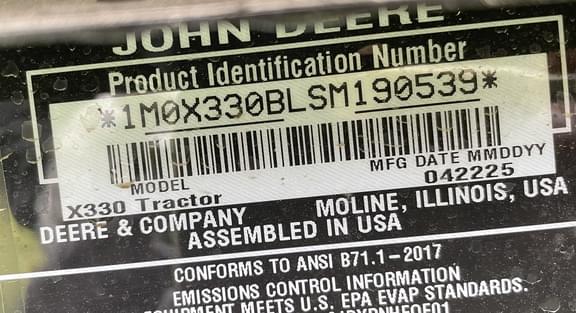 JOHN DEERE
Product Identification Number
*1M0X330BLSM190539*
MFG DATE MMDDYY
MODEL 042225
X330 Tractor
DEERE & COMPANY MOLINE, ILLINOIS, USA
ASSEMBLED IN USA
CONFORMS TO ANSI B71.1-2017
EMISSIONS CONTROL INFORMATION
EQUIPMENT MEETS U.S. EPA EVAP STANDARDS.